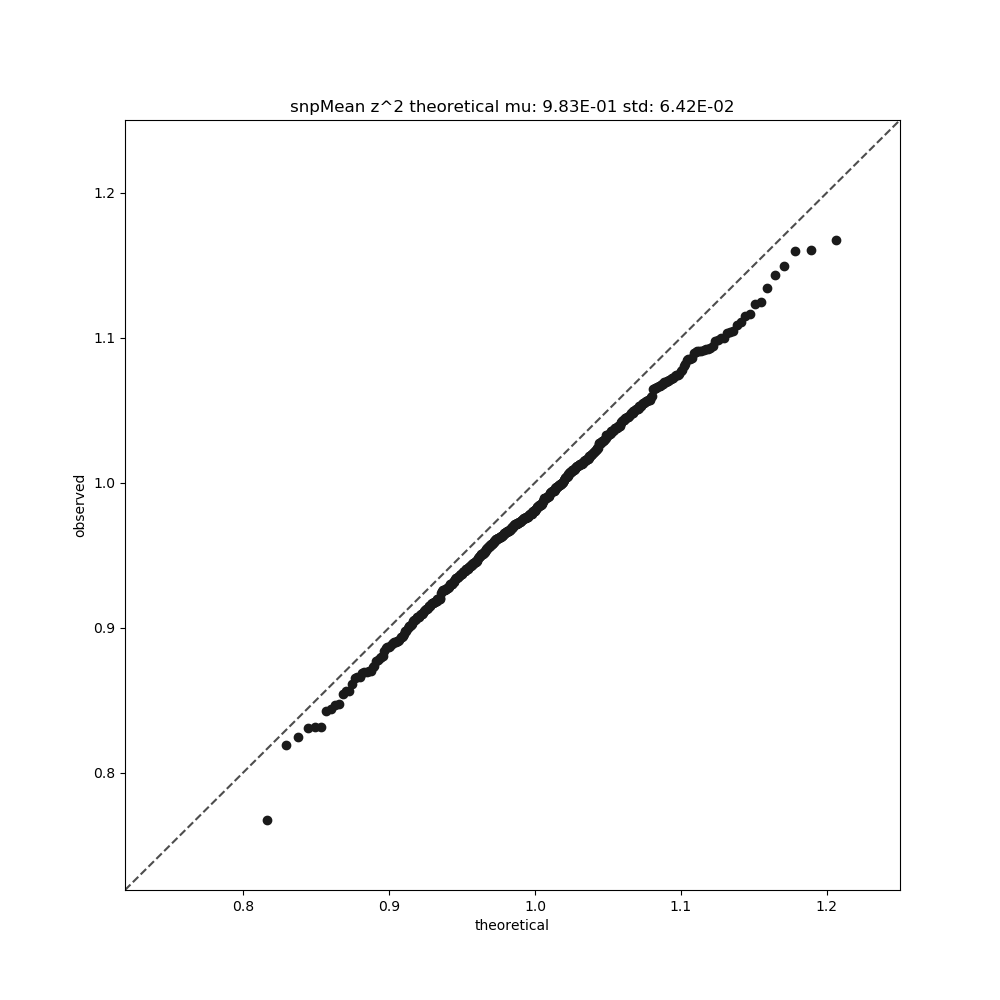 snpMean z^2 theoretical mu: 9.83E-01 std: 6.42E-02
1.2
1.1
1.0
0.9
0.8
observed
0.8 0.9 1.0 1.1 1.2
theoretical